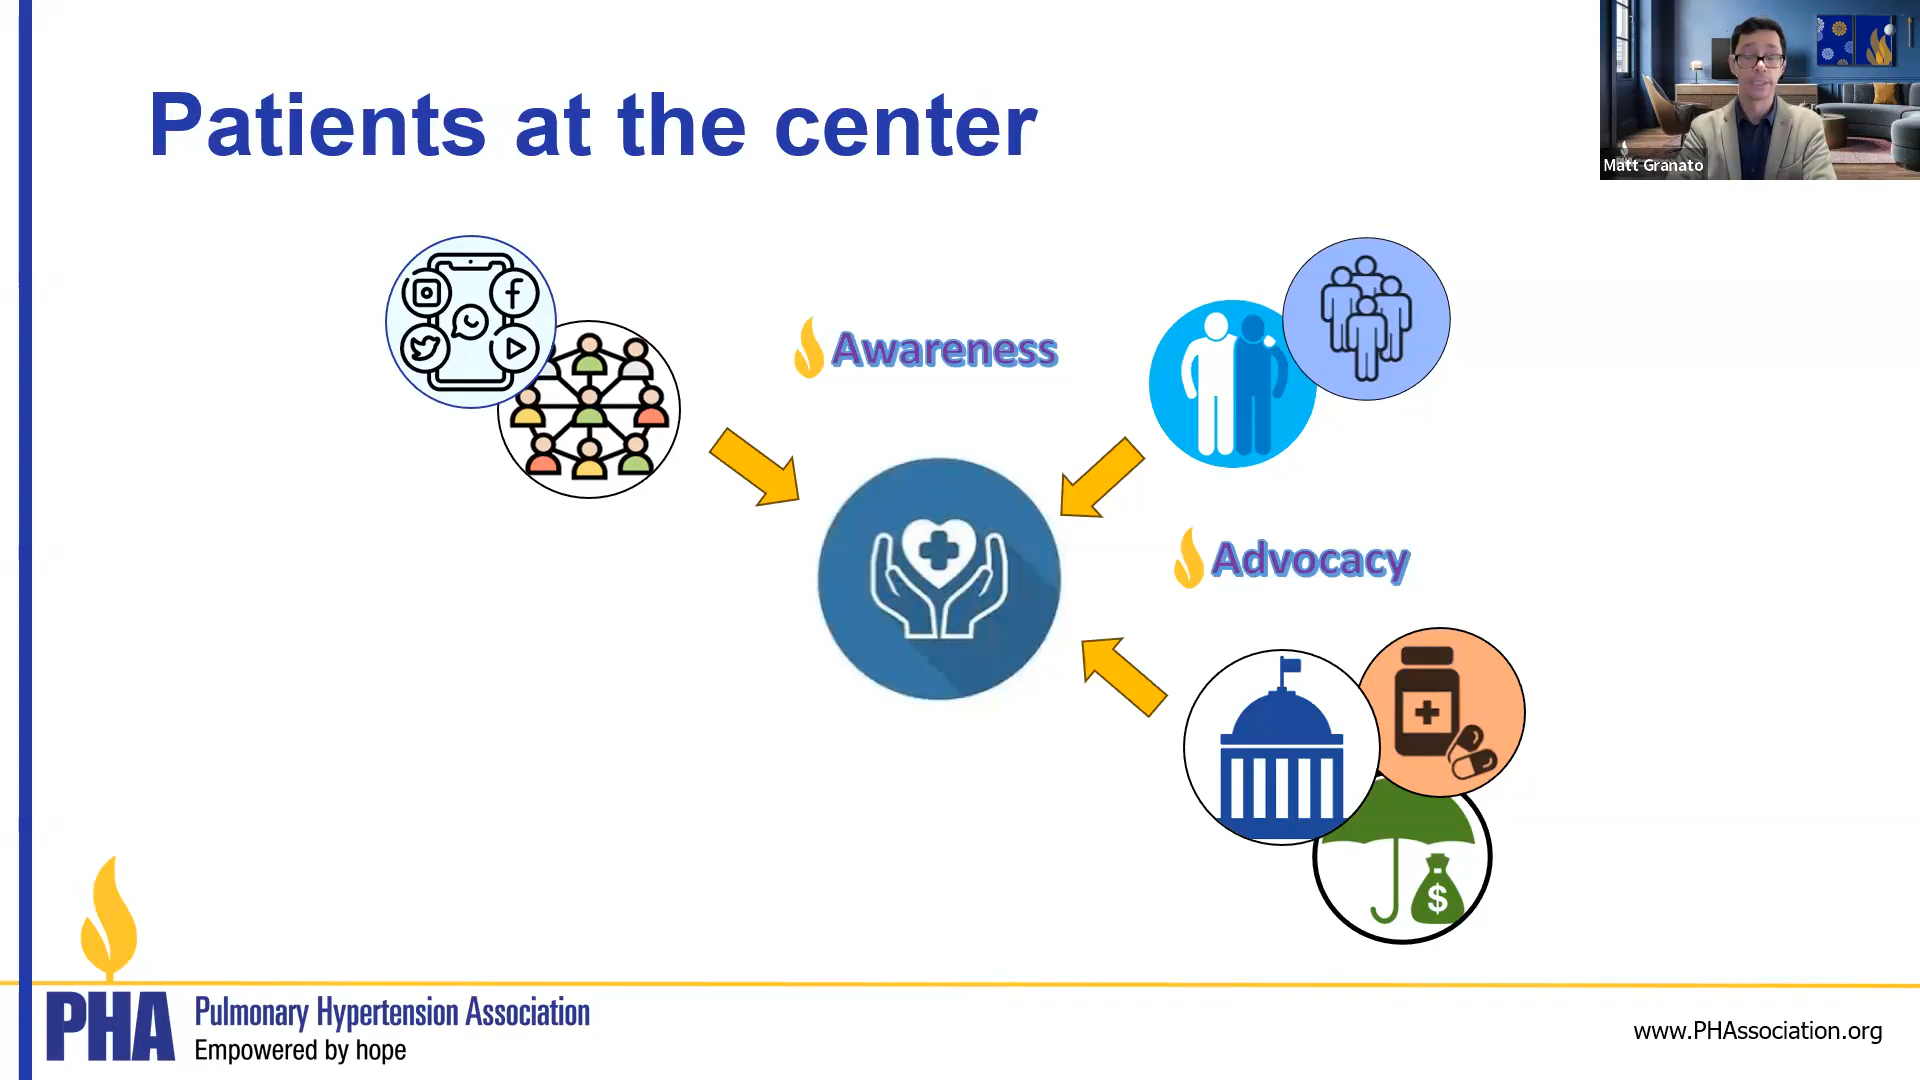 Patients at the center
Matt Granato
Awareness
Advocacy
$
PHA
Pulmonary Hypertension Association
Empowered by hope
www.PHAssociation.org